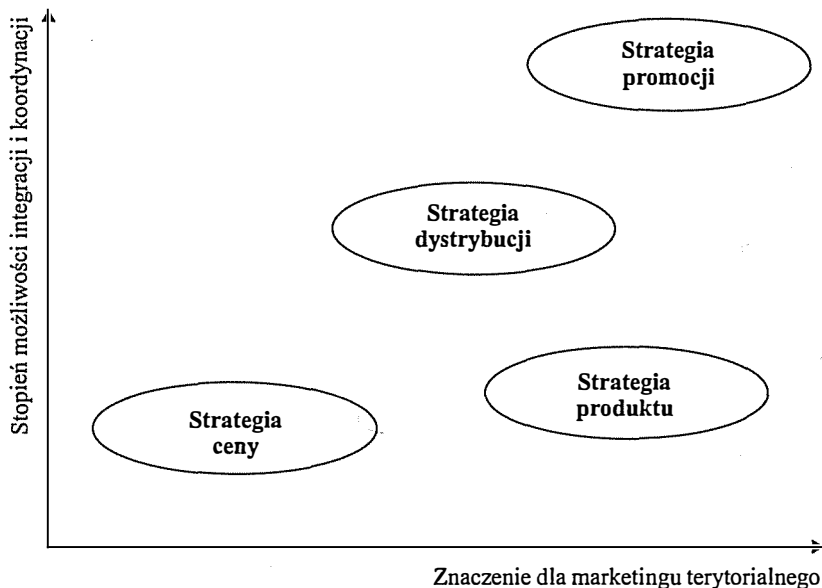 Stopień możliwości integracji i koordynacji
Strategia
promocji
Strategia
dystrybucji
Strategia
produktu
Strategia
ceny
Znaczenie dla marketingu terytorialnego